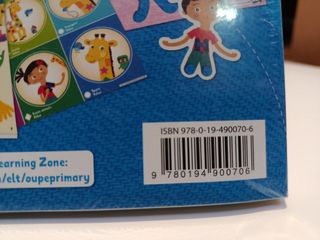 ISBN 978-0-19-490070-6
9 780194 900706
earning Zone:
/elt/oupeprimary